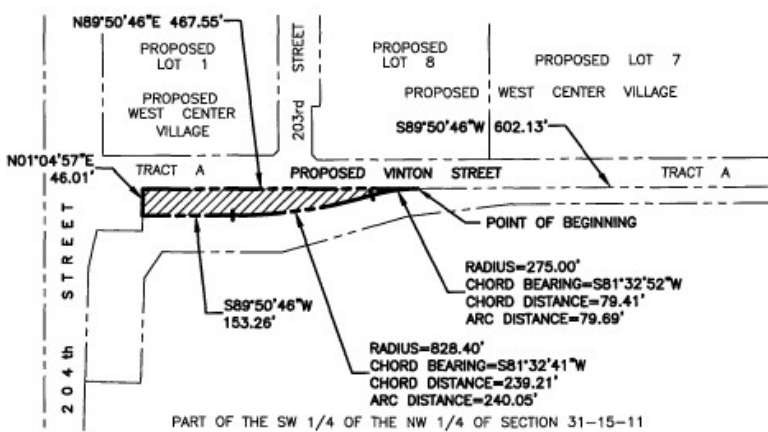 N89°50'46"E 467.55'
PROPOSED
LOT 1
PROPOSED
WEST CENTER
VILLAGE
203rd STREET
PROPOSED
LOT 8
PROPOSED LOT 7
PROPOSED WEST CENTER VILLAGE
S89°50'46"W 602.13'
N01°04'57"E
46.01'
TRACT A
PROPOSED VINTON STREET
TRACT A
POINT OF BEGINNING
204th STREET
S89°50'46"W
153.26'
RADIUS=275.00'
CHORD BEARING=S81°32'52"W
CHORD DISTANCE=79.41'
ARC DISTANCE=79.69'
RADIUS=828.40'
CHORD BEARING=S81°32'41"W
CHORD DISTANCE=239.21'
ARC DISTANCE=240.05'
PART OF THE SW 1/4 OF THE NW 1/4 OF SECTION 31-15-11